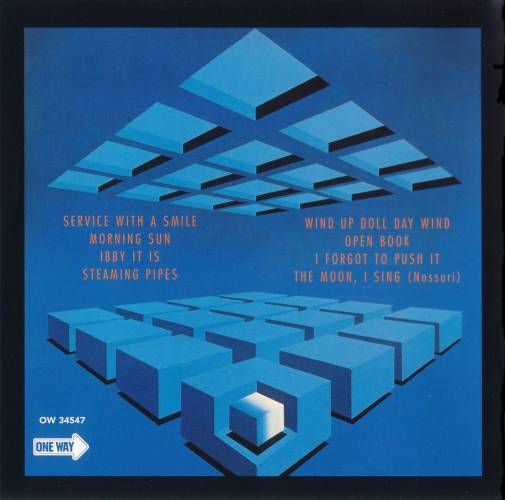 SERVICE WITH A SMILE
MORNING SUN
IBBY IT IS
STEAMING PIPES
WIND UP DOLL DAY WIND
OPEN BOOK
I FORGOT TO PUSH IT
THE MOON, I SING (Nossuri)
OW 34547
ONE WAY